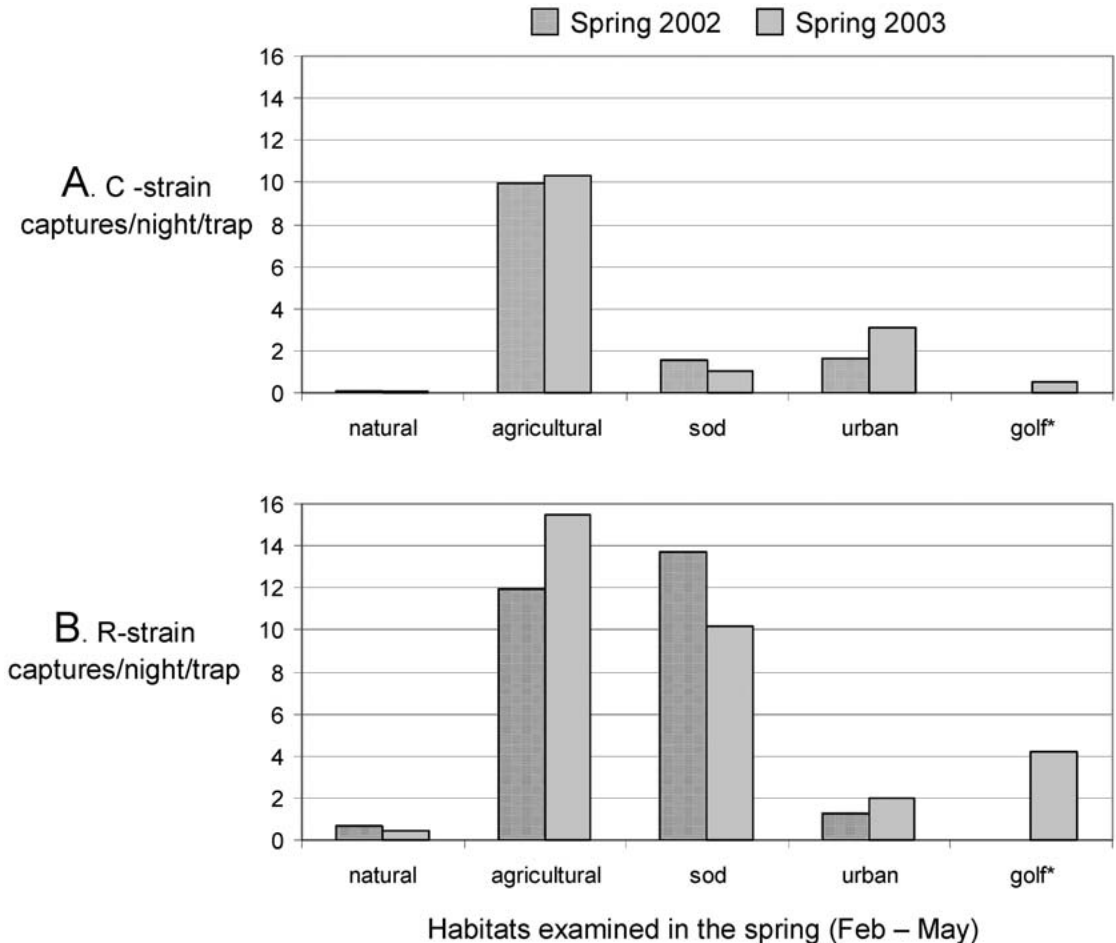 Spring 2002 Spring 2003
A. C -strain
captures/night/trap
16
14
12
10
8
6
4
2
0
natural agricultural sod urban golf*
B. R-strain
captures/night/trap
16
14
12
10
8
6
4
2
0
natural agricultural sod urban golf*
Habitats examined in the spring (Feb – May)